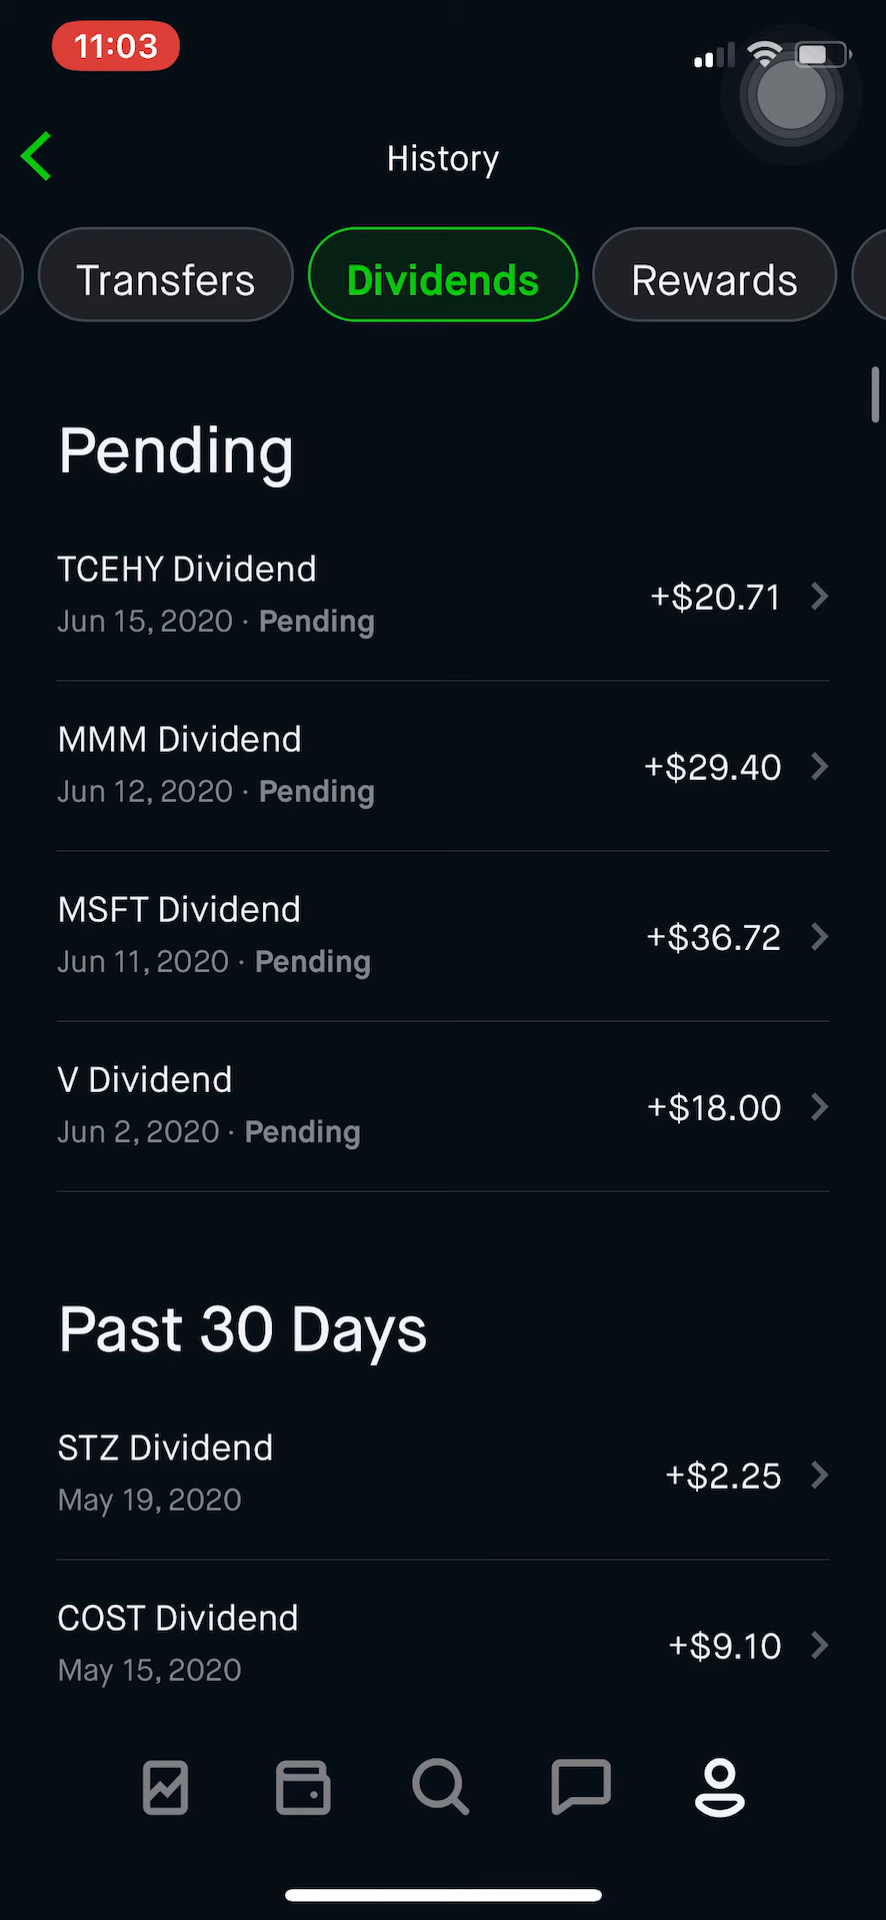 11:03
History
Transfers
Dividends
Rewards
Pending
TCEHY Dividend
+$20.71
Jun 15, 2020 · Pending
MMM Dividend
+$29.40
Jun 12, 2020 · Pending
MSFT Dividend
+$36.72
Jun 11, 2020 · Pending
V Dividend
+$18.00
Jun 2, 2020 · Pending
Past 30 Days
STZ Dividend
+$2.25
May 19, 2020
COST Dividend
+$9.10
May 15, 2020